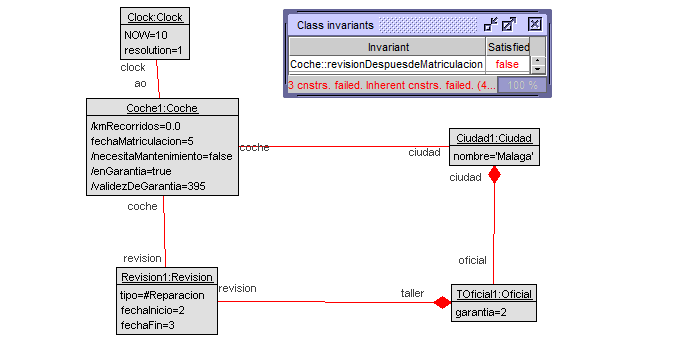 Clock:Clock
NOW=10
resolution=1
clock
ao
Class invariants
Invariant
Satisfied
Coche::revisionDespuesdeMatriculacion
false
3 cnstrs. failed. Inherent cnstrs. failed. (4...
100 %
Coche1:Coche
/kmRecorridos=0.0
fechaMatriculacion=5
/necesitaMantenimiento=false
/enGarantia=true
/validezDeGarantia=395
coche
ciudad
Ciudad1:Ciudad
nombre='Malaga'
ciudad
coche
revision
oficial
Revision1:Revision
tipo=#Reparacion
fechaInicio=2
fechaFin=3
revision
taller
TOficial1:Oficial
garantia=2